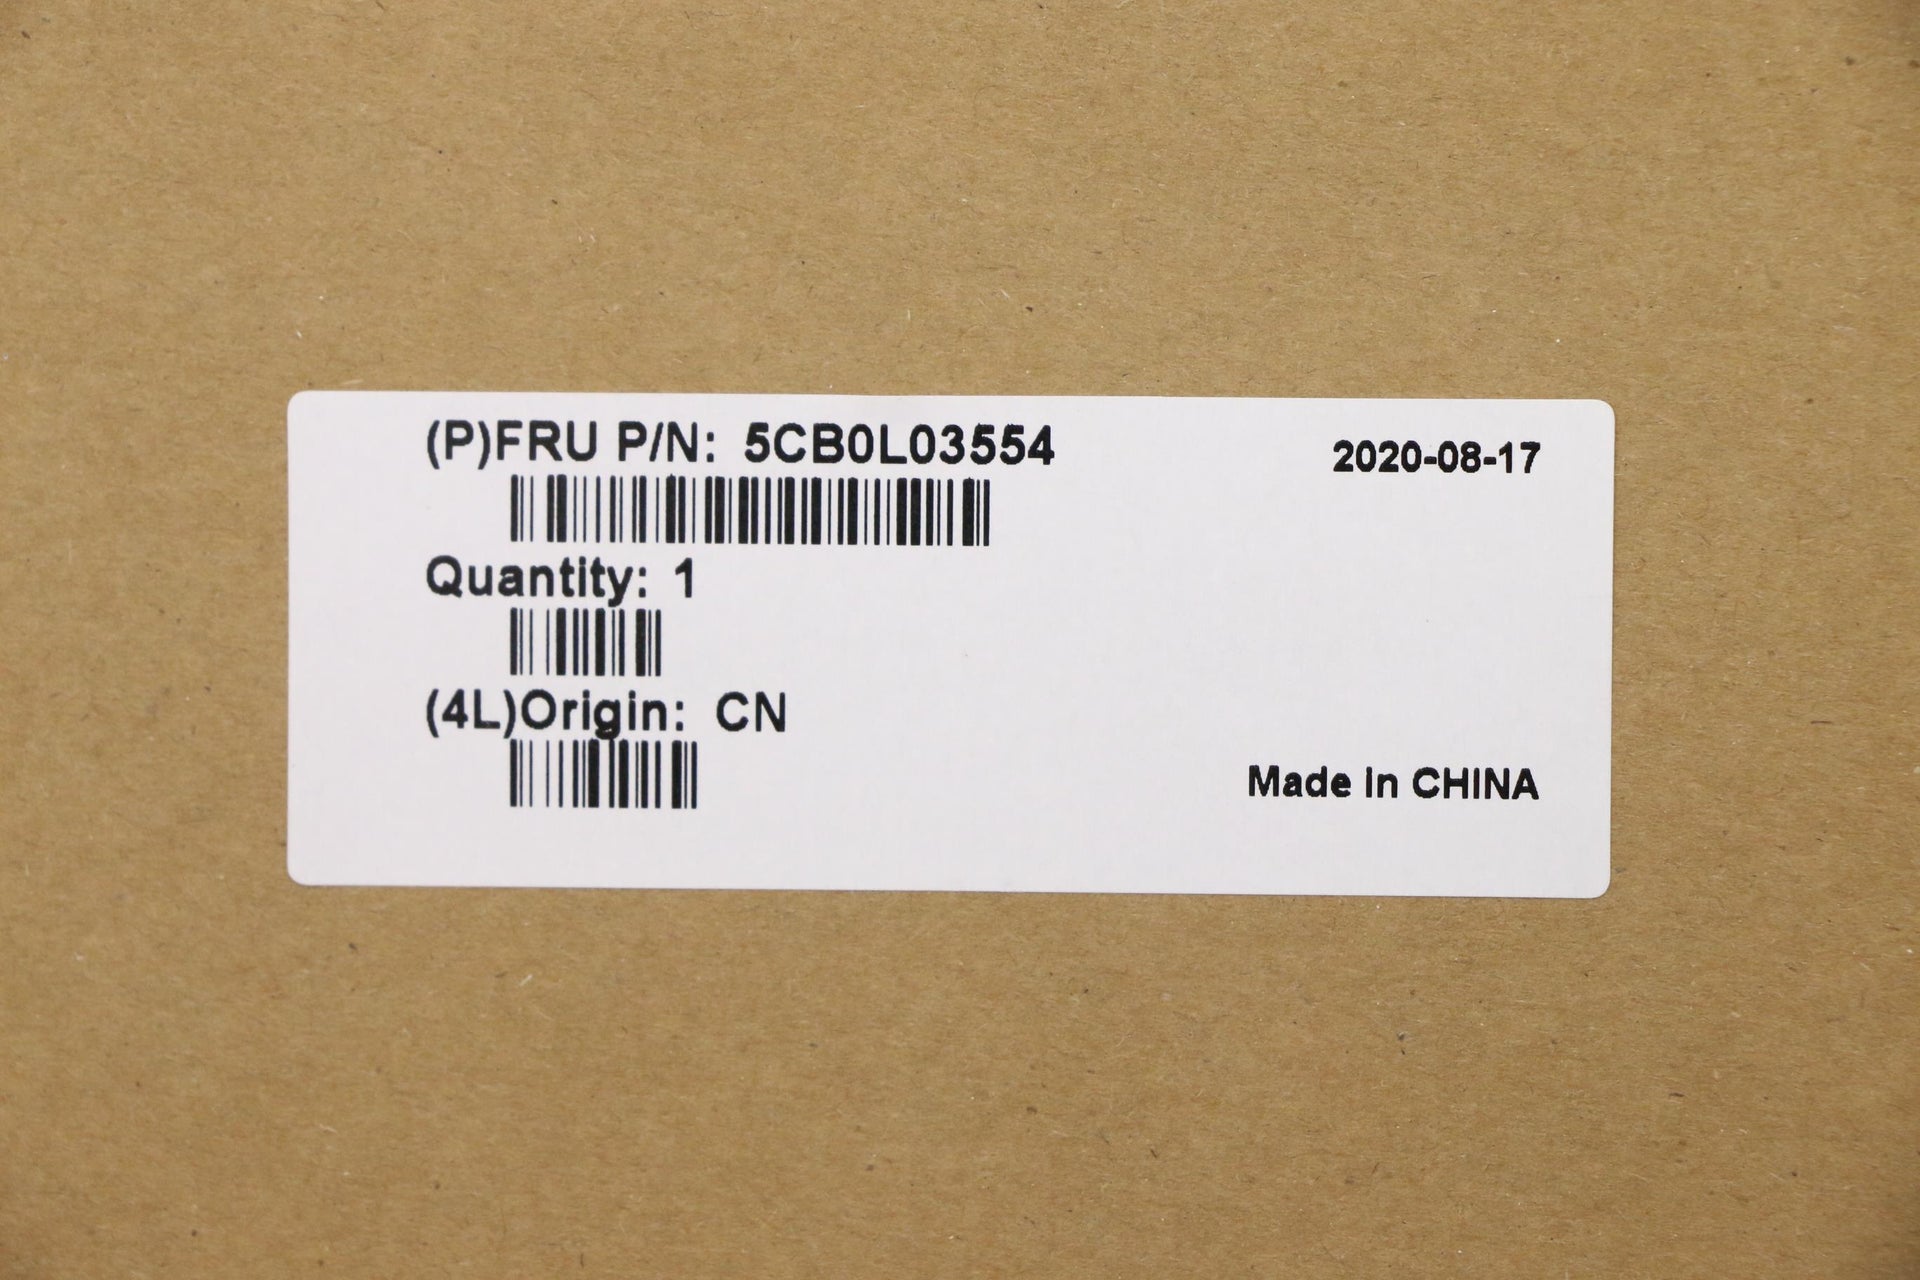 (P)FRU P/N: 5CB0L03554
2020-08-17
Quantity: 1
(4L)Origin: CN
Made in CHINA